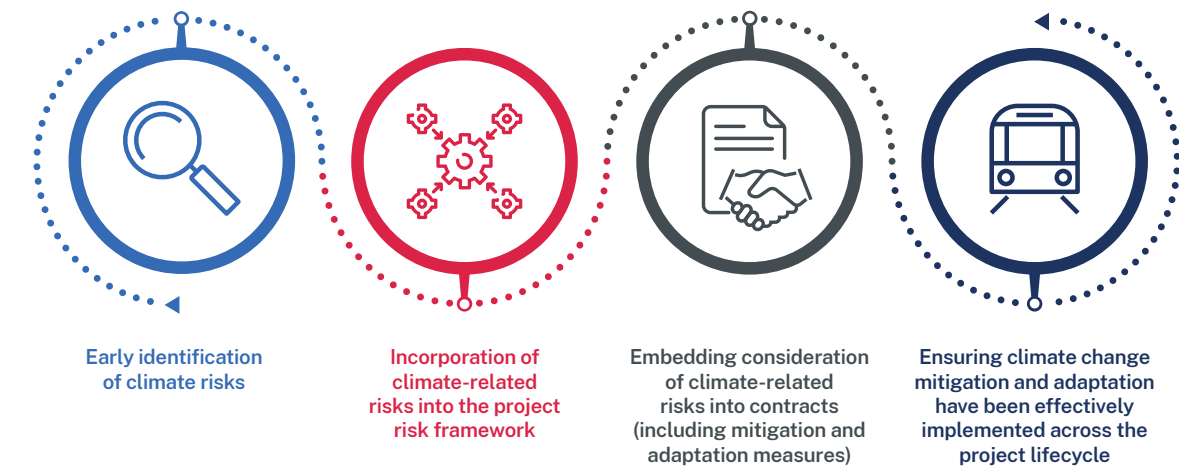 Early identification
of climate risks
Incorporation of
climate-related
risks into the project
risk framework
Embedding consideration
of climate-related
risks into contracts
(including mitigation and
adaptation measures)
Ensuring climate change
mitigation and adaptation
have been effectively
implemented across the
project lifecycle